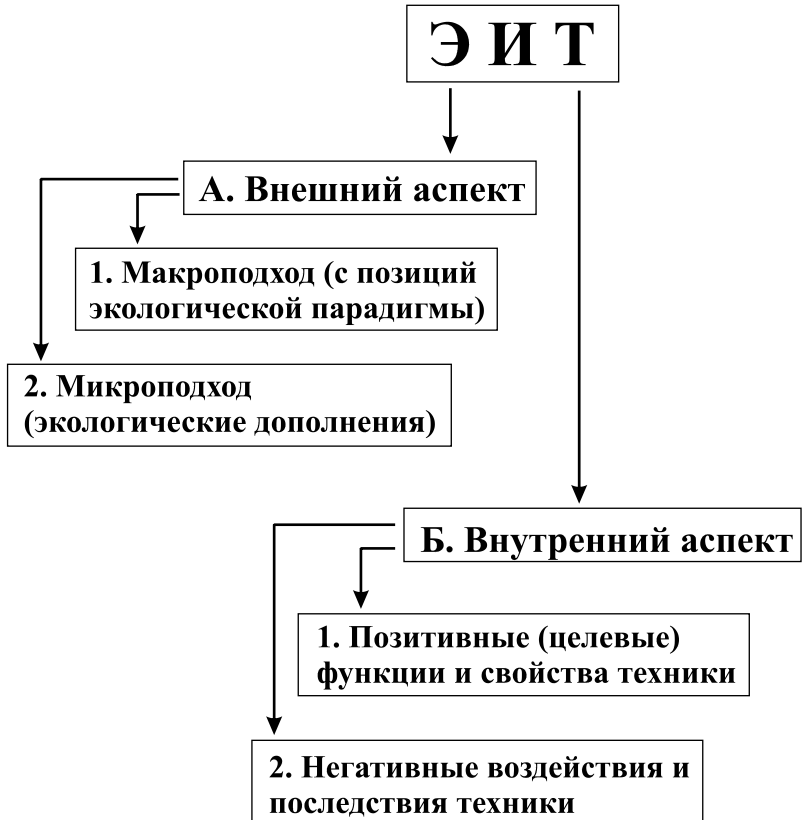 Э И Т
А. Внешний аспект
1. Макроподход (с позиций
экологической парадигмы)
2. Микроподход
(экологические дополнения)
Б. Внутренний аспект
1. Позитивные (целевые)
функции и свойства техники
2. Негативные воздействия и
последствия техники